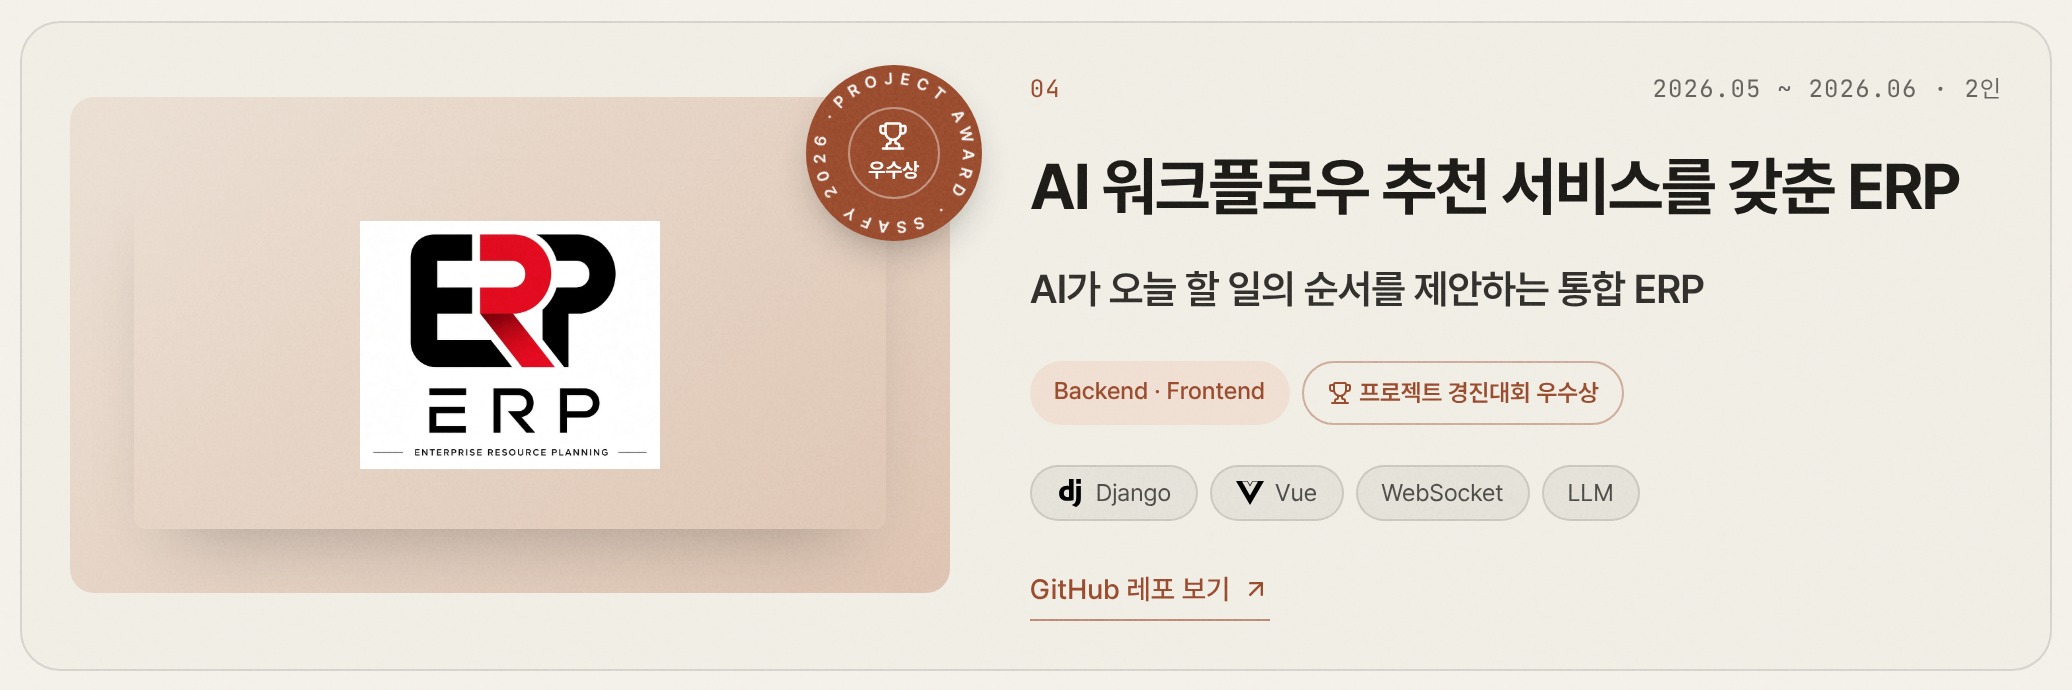 PROJECT AWARD · SSAFY 2026 ·
우수상
ERP
ERP
ENTERPRISE RESOURCE PLANNING
04
2026.05 ~ 2026.06 · 2인
AI 워크플로우 추천 서비스를 갖춘 ERP
AI가 오늘 할 일의 순서를 제안하는 통합 ERP
Backend · Frontend
프로젝트 경진대회 우수상
dj Django
Vue
WebSocket
LLM
GitHub 레포 보기